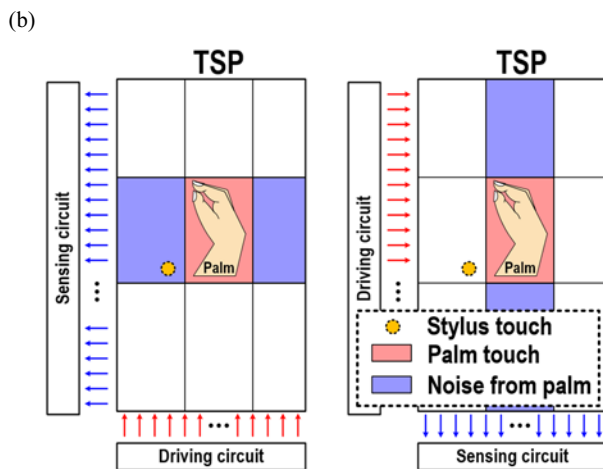 (b)
TSP
Sensing circuit
•••
Palm
•••
Driving circuit
TSP
Driving circuit
•••
Palm
Stylus touch
Palm touch
Noise from palm
•••
Sensing circuit